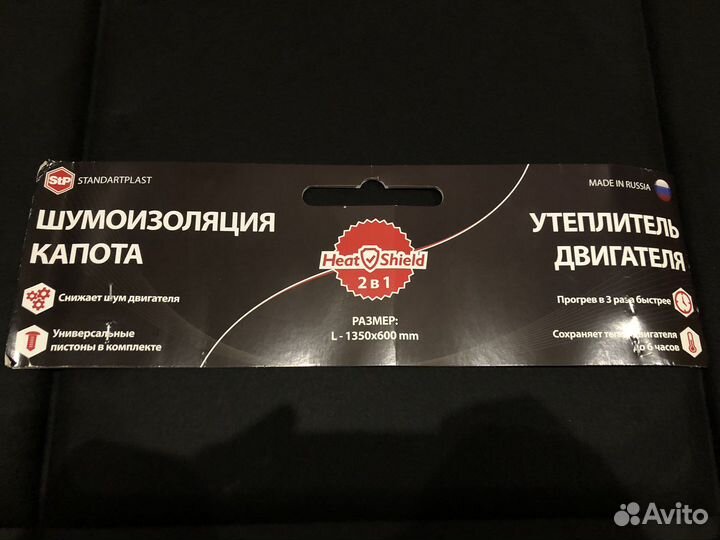 StP STANDARTPLAST
MADE IN RUSSIA
ШУМОИЗОЛЯЦИЯ
КАПОТА
Снижает шум двигателя
Универсальные
пистоны в комплекте
Heat Shield
2 в 1
РАЗМЕР:
L - 1350x600 mm
УТЕПЛИТЕЛЬ
ДВИГАТЕЛЯ
Прогрев в 3 раза быстрее
Сохраняет тепло двигателя
до 6 часов
Avito